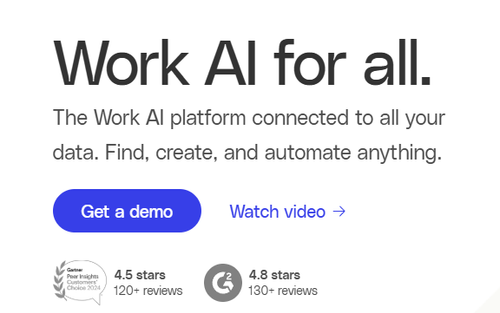 Work AI for all.
The Work AI platform connected to all your
data. Find, create, and automate anything.
Get a demo
Watch video →
Gartner
Peer Insights
Customers'
Choice 2024
4.5 stars
120+ reviews
G2
4.8 stars
130+ reviews